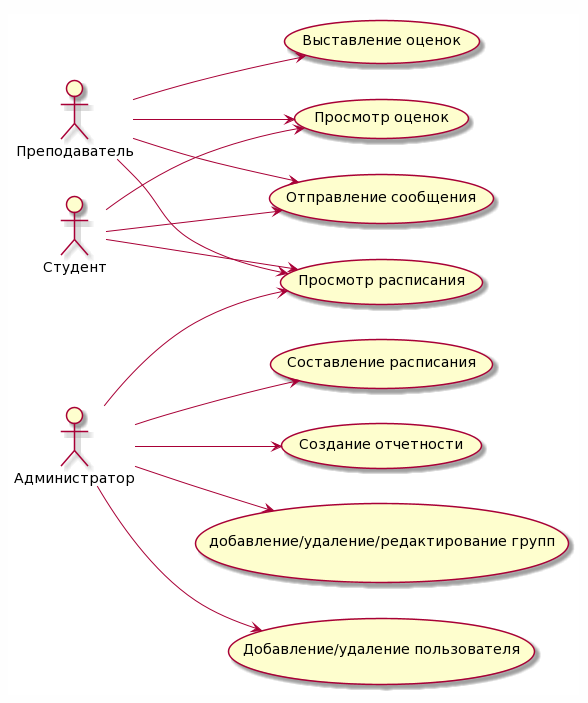 Выставление оценок
Просмотр оценок
Преподаватель
Отправление сообщения
Студент
Просмотр расписания
Составление расписания
Создание отчетности
Администратор
добавление/удаление/редактирование групп
Добавление/удаление пользователя